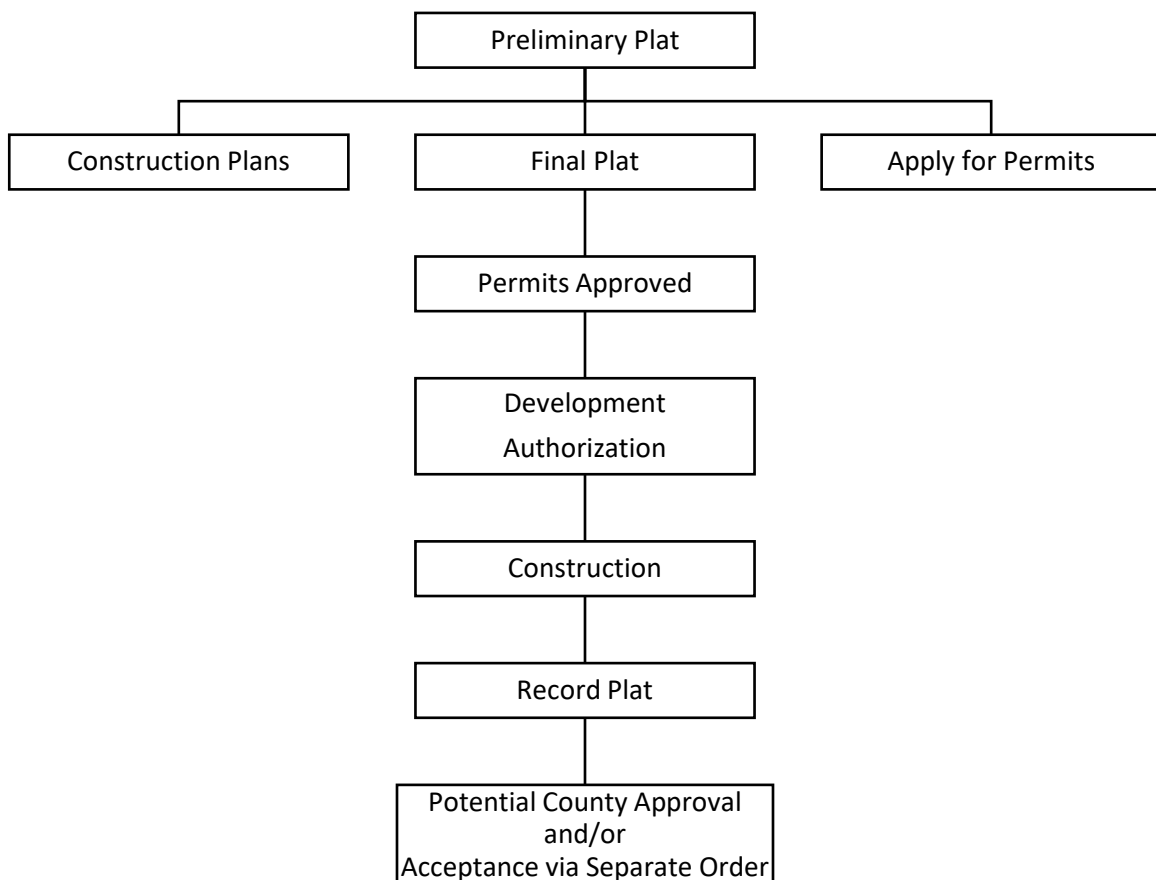 Preliminary Plat
Construction Plans
Final Plat
Apply for Permits
Permits Approved
Development
Authorization
Construction
Record Plat
Potential County Approval
and/or
Acceptance via Separate Order